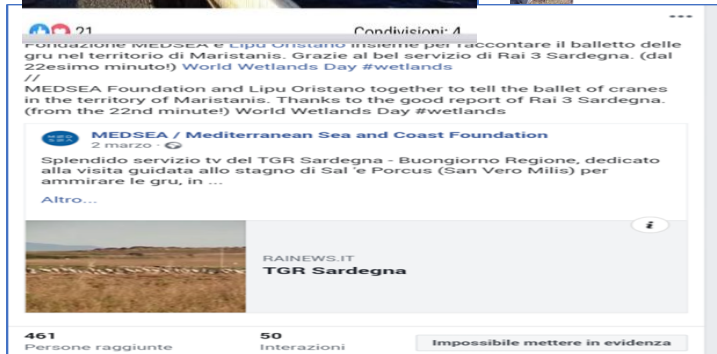 21
Condivisioni: 4
Fondazione MEDSEA e Lipu Oristano insieme per raccontare il balletto delle
gru nel territorio di Maristanis. Grazie al bel servizio di Rai 3 Sardegna. (dal
22esimo minuto!) World Wetlands Day #wetlands
//
MEDSEA Foundation and Lipu Oristano together to tell the ballet of cranes
in the territory of Maristanis. Thanks to the good report of Rai 3 Sardegna.
(from the 22nd minute!) World Wetlands Day #wetlands
MEDSEA / Mediterranean Sea and Coast Foundation
2 marzo ·
Splendido servizio tv del TGR Sardegna - Buongiorno Regione, dedicato
alla visita guidata allo stagno di Sal 'e Porcus (San Vero Milis) per
ammirare le gru, in ...
Altro...
i
RAINEWS.IT
TGR Sardegna
461
Persone raggiunte
50
Interazioni
Impossibile mettere in evidenza